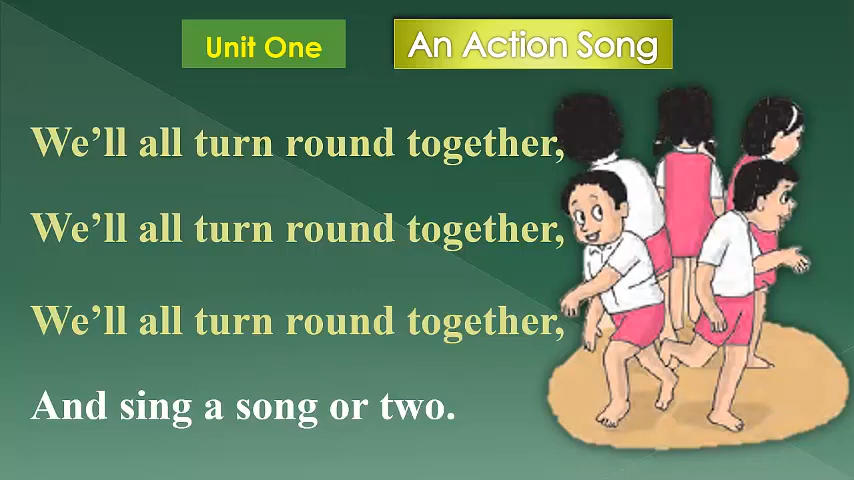 Unit One
An Action Song
We’ll all turn round together,
We’ll all turn round together,
We’ll all turn round together,
And sing a song or two.